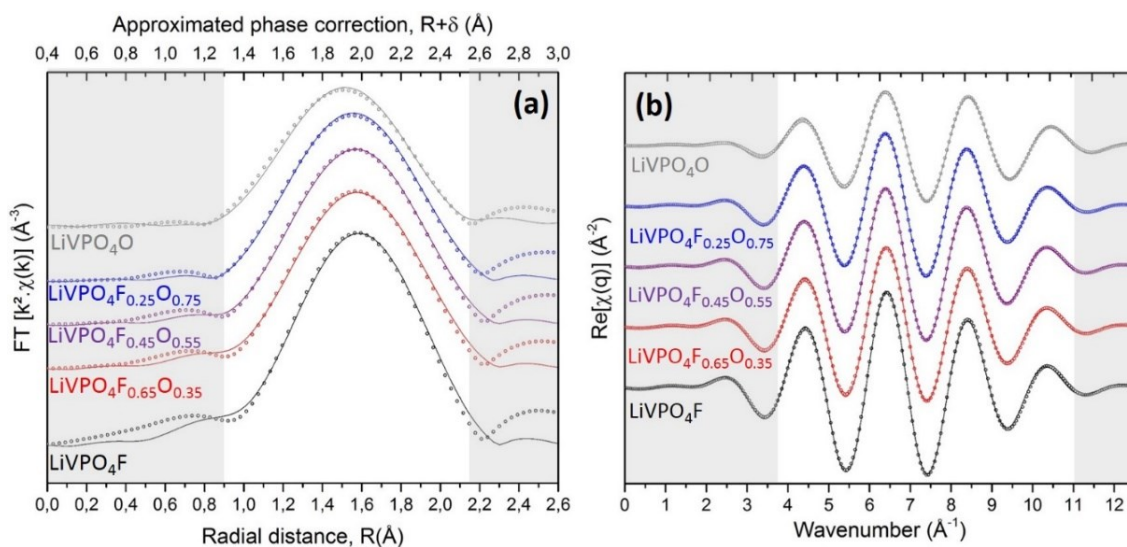 Approximated phase correction, R+δ (Å)
0,4 0,6 0,8 1,0 1,2 1,4 1,6 1,8 2,0 2,2 2,4 2,6 2,8 3,0
(a)
FT [K².χ(k)] (Å⁻³)
LiVPO₄O
LiVPO₄F₀.₂₅O₀.₇₅
LiVPO₄F₀.₄₅O₀.₅₅
LiVPO₄F₀.₆₅O₀.₃₅
LiVPO₄F
0,0 0,2 0,4 0,6 0,8 1,0 1,2 1,4 1,6 1,8 2,0 2,2 2,4 2,6
Radial distance, R(Å)
(b)
Re[χ(q)] (Å⁻²)
LiVPO₄O
LiVPO₄F₀.₂₅O₀.₇₅
LiVPO₄F₀.₄₅O₀.₅₅
LiVPO₄F₀.₆₅O₀.₃₅
LiVPO₄F
0 1 2 3 4 5 6 7 8 9 10 11 12
Wavenumber (Å⁻¹)